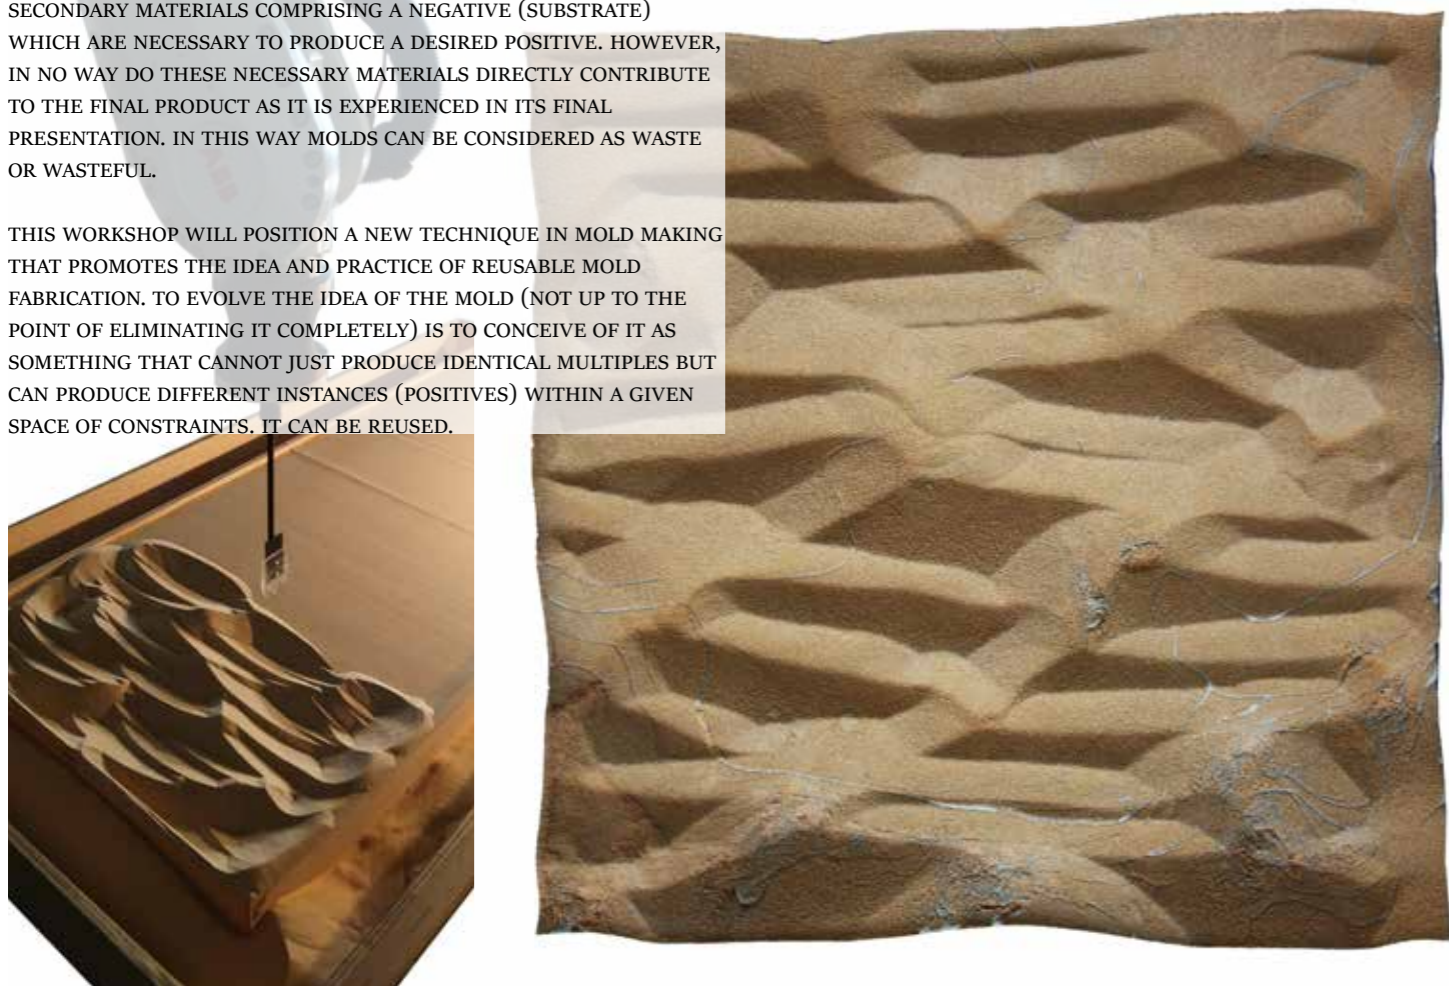 SECONDARY MATERIALS COMPRISING A NEGATIVE (SUBSTRATE)
WHICH ARE NECESSARY TO PRODUCE A DESIRED POSITIVE. HOWEVER,
IN NO WAY DO THESE NECESSARY MATERIALS DIRECTLY CONTRIBUTE
TO THE FINAL PRODUCT AS IT IS EXPERIENCED IN ITS FINAL
PRESENTATION. IN THIS WAY MOLDS CAN BE CONSIDERED AS WASTE
OR WASTEFUL.
THIS WORKSHOP WILL POSITION A NEW TECHNIQUE IN MOLD MAKING
THAT PROMOTES THE IDEA AND PRACTICE OF REUSABLE MOLD
FABRICATION. TO EVOLVE THE IDEA OF THE MOLD (NOT UP TO THE
POINT OF ELIMINATING IT COMPLETELY) IS TO CONCEIVE OF IT AS
SOMETHING THAT CANNOT JUST PRODUCE IDENTICAL MULTIPLES BUT
CAN PRODUCE DIFFERENT INSTANCES (POSITIVES) WITHIN A GIVEN
SPACE OF CONSTRAINTS. IT CAN BE REUSED.
ABB